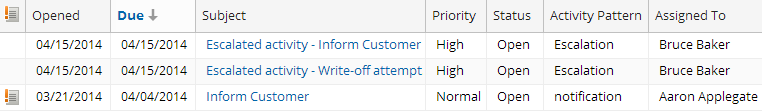 Opened Due Subject Priority Status Activity Pattern Assigned To
04/15/2014 04/15/2014 Escalated activity - Inform Customer High Open Escalation Bruce Baker
04/15/2014 04/15/2014 Escalated activity - Write-off attempt High Open Escalation Bruce Baker
03/21/2014 04/04/2014 Inform Customer Normal Open notification Aaron Applegate